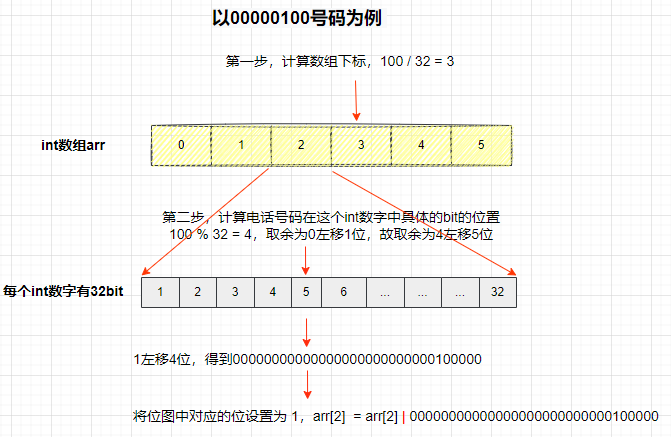 以00000100号码为例
第一步，计算数组下标，100 / 32 = 3
int数组arr
0 1 2 3 4 5
第二步，计算电话号码在这个int数字中具体的bit的位置
100 % 32 = 4，取余为0左移1位，故取余为4左移5位
每个int数字有32bit
1 2 3 4 5 6 ... ... ... 32
1左移4位，得到00000000000000000000000000100000
将位图中对应的位设置为 1，arr[2] = arr[2] | 00000000000000000000000000100000